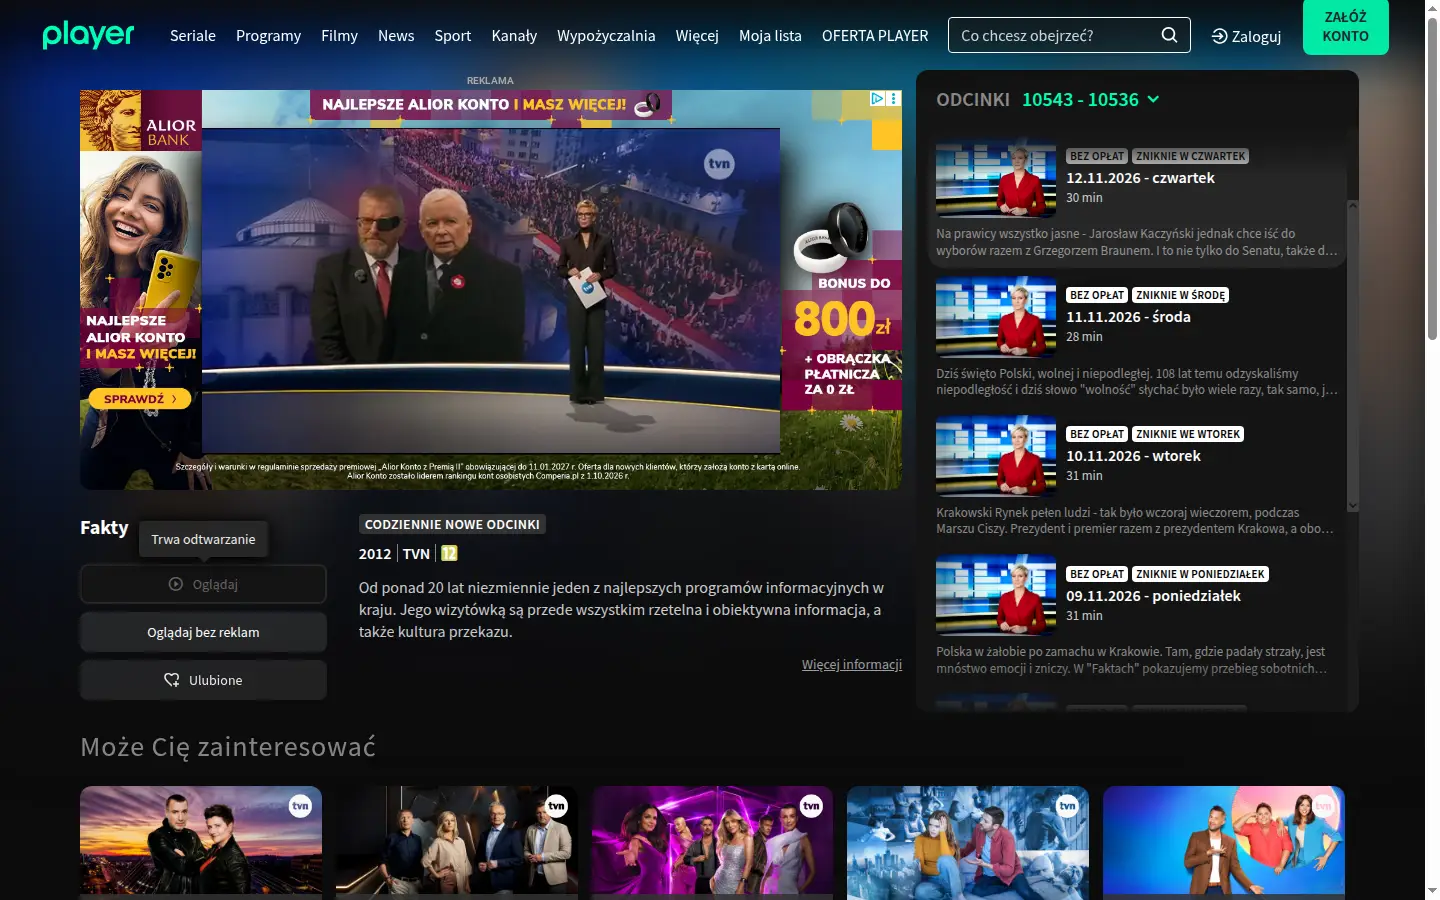 player
Seriale
Programy
Filmy
News
Sport
Kanały
Wypożyczalnia
Więcej
Moja lista
OFERTA PLAYER
Co chcesz obejrzeć?
Zaloguj
ZAŁÓŻ
KONTO
REKLAMA
ALIOR
BANK
NAJLEPSZE ALIOR KONTO I MASZ WIĘCEJ!
tvn
NAJLEPSZE
ALIOR KONTO
I MASZ WIĘCEJ!
SPRAWDŹ
BONUS DO
800zł
+ OBRĄCZKA
PŁATNICZA
ZA 0 ZŁ
Szczegóły i warunki w regulaminie sprzedaży premiowej „Alior Konto z Premią II" obowiązującej do 11.01.2027 r. Oferta dla nowych klientów, którzy założą konto z kartą online.
Alior Konto zostało liderem rankingu kont osobistych Comperia.pl z 1.10.2026 r.
Fakty
Trwa odtwarzanie
Oglądaj
Oglądaj bez reklam
Ulubione
CODZIENNIE NOWE ODCINKI
2012
TVN
12
Od ponad 20 lat niezmiennie jeden z najlepszych programów informacyjnych w
kraju. Jego wizytówką są przede wszystkim rzetelna i obiektywna informacja, a
także kultura przekazu.
Więcej informacji
ODCINKI 10543 - 10536
BEZ OPŁAT ZNIKNIE W CZWARTEK
12.11.2026 - czwartek
30 min
Na prawicy wszystko jasne - Jarosław Kaczyński jednak chce iść do
wyborów razem z Grzegorzem Braunem. I to nie tylko do Senatu, także d…
BEZ OPŁAT ZNIKNIE W ŚRODĘ
11.11.2026 - środa
28 min
Dziś święto Polski, wolnej i niepodległej. 108 lat temu odzyskaliśmy
niepodległość i dziś słowo "wolność" słychać było wiele razy, tak samo, j…
BEZ OPŁAT ZNIKNIE WE WTOREK
10.11.2026 - wtorek
31 min
Krakowski Rynek pełen ludzi - tak było wczoraj wieczorem, podczas
Marszu Ciszy. Prezydent i premier razem z prezydentem Krakowa, a obo…
BEZ OPŁAT ZNIKNIE W PONIEDZIAŁEK
09.11.2026 - poniedziałek
31 min
Polska w żałobie po zamachu w Krakowie. Tam, gdzie padały strzały, jest
mnóstwo emocji i zniczy. W "Faktach" pokazujemy przebieg sobotnich…
Może Cię zainteresować
tvn
tvn
tvn
tvn
tvn